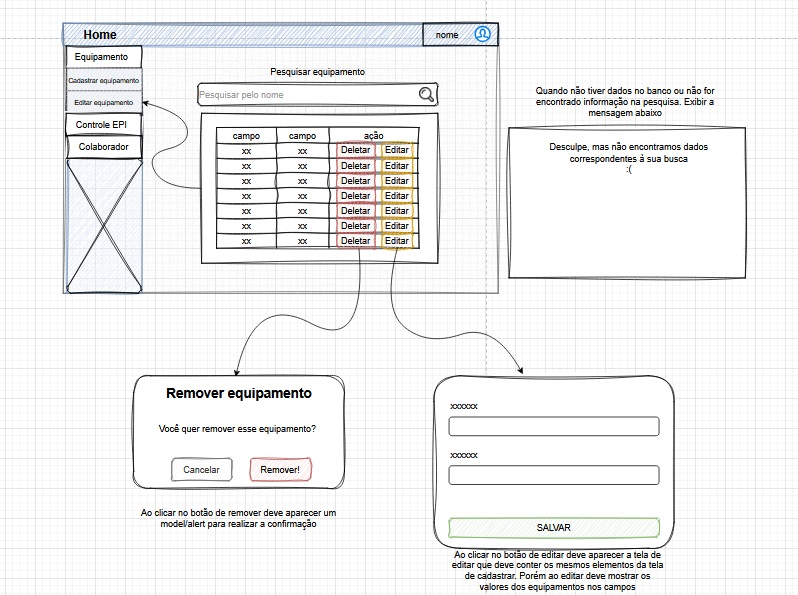 Home
nome
Equipamento
Cadastrar equipamento
Editar equipamento
Controle EPI
Colaborador
Pesquisar equipamento
Pesquisar pelo nome
campo campo ação
xx xx Deletar Editar
xx xx Deletar Editar
xx xx Deletar Editar
xx xx Deletar Editar
xx xx Deletar Editar
xx xx Deletar Editar
xx xx Deletar Editar
Quando não tiver dados no banco ou não for
encontrado informação na pesquisa. Exibir a
mensagem abaixo
Desculpe, mas não encontramos dados
correspondentes à sua busca
:(
Remover equipamento
Você quer remover esse equipamento?
Cancelar Remover!
Ao clicar no botão de remover deve aparecer um
model/alert para realizar a confirmação
xxxxxx
xxxxxx
SALVAR
Ao clicar no botão de editar deve aparecer a tela de
editar que deve conter os mesmos elementos da tela
de cadastrar. Porém ao editar deve mostrar os
valores dos equipamentos nos campos